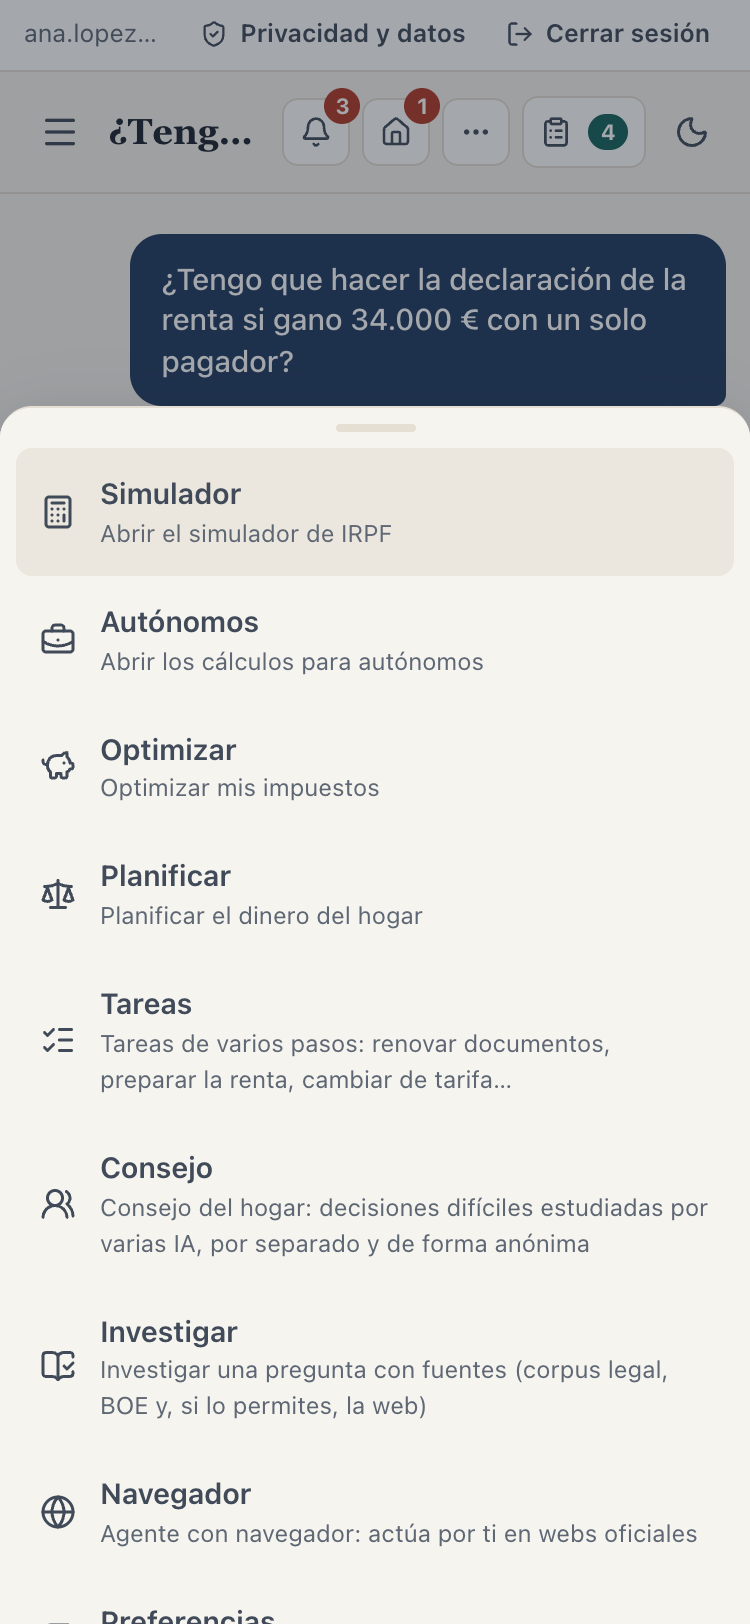 ana.lopez...
Privacidad y datos
Cerrar sesión
¿Teng...
3
1
4
¿Tengo que hacer la declaración de la
renta si gano 34.000 € con un solo
pagador?
Simulador
Abrir el simulador de IRPF
Autónomos
Abrir los cálculos para autónomos
Optimizar
Optimizar mis impuestos
Planificar
Planificar el dinero del hogar
Tareas
Tareas de varios pasos: renovar documentos,
preparar la renta, cambiar de tarifa...
Consejo
Consejo del hogar: decisiones difíciles estudiadas por
varias IA, por separado y de forma anónima
Investigar
Investigar una pregunta con fuentes (corpus legal,
BOE y, si lo permites, la web)
Navegador
Agente con navegador: actúa por ti en webs oficiales
Preferencias